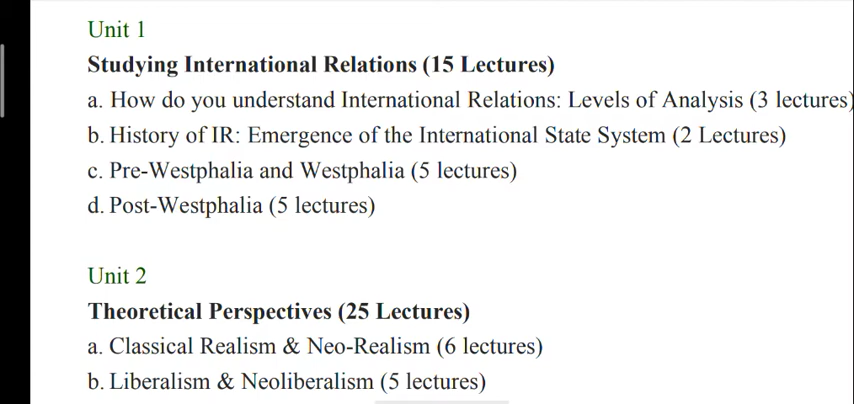 Unit 1
Studying International Relations (15 Lectures)
a. How do you understand International Relations: Levels of Analysis (3 lectures)
b. History of IR: Emergence of the International State System (2 Lectures)
c. Pre-Westphalia and Westphalia (5 lectures)
d. Post-Westphalia (5 lectures)
Unit 2
Theoretical Perspectives (25 Lectures)
a. Classical Realism & Neo-Realism (6 lectures)
b. Liberalism & Neoliberalism (5 lectures)